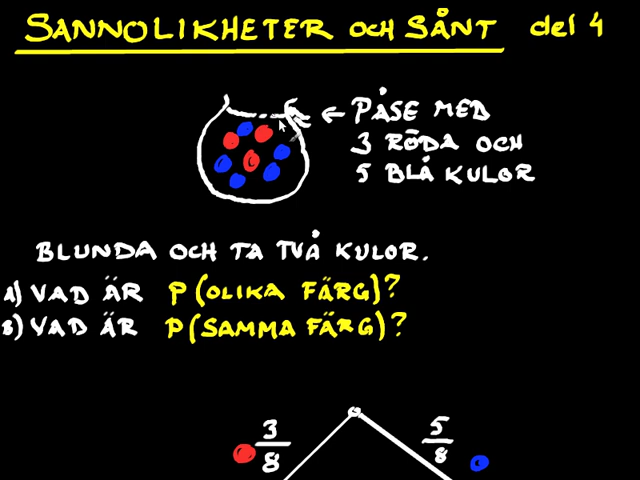 SANNOLIKHETER OCH SÅNT del 4
← PÅSE MED
3 RÖDA OCH
5 BLÅ KULOR
BLUNDA OCH TA TVÅ KULOR.
A) VAD ÄR P(OLIKA FÄRG)?
B) VAD ÄR P(SAMMA FÄRG)?
3/8 5/8